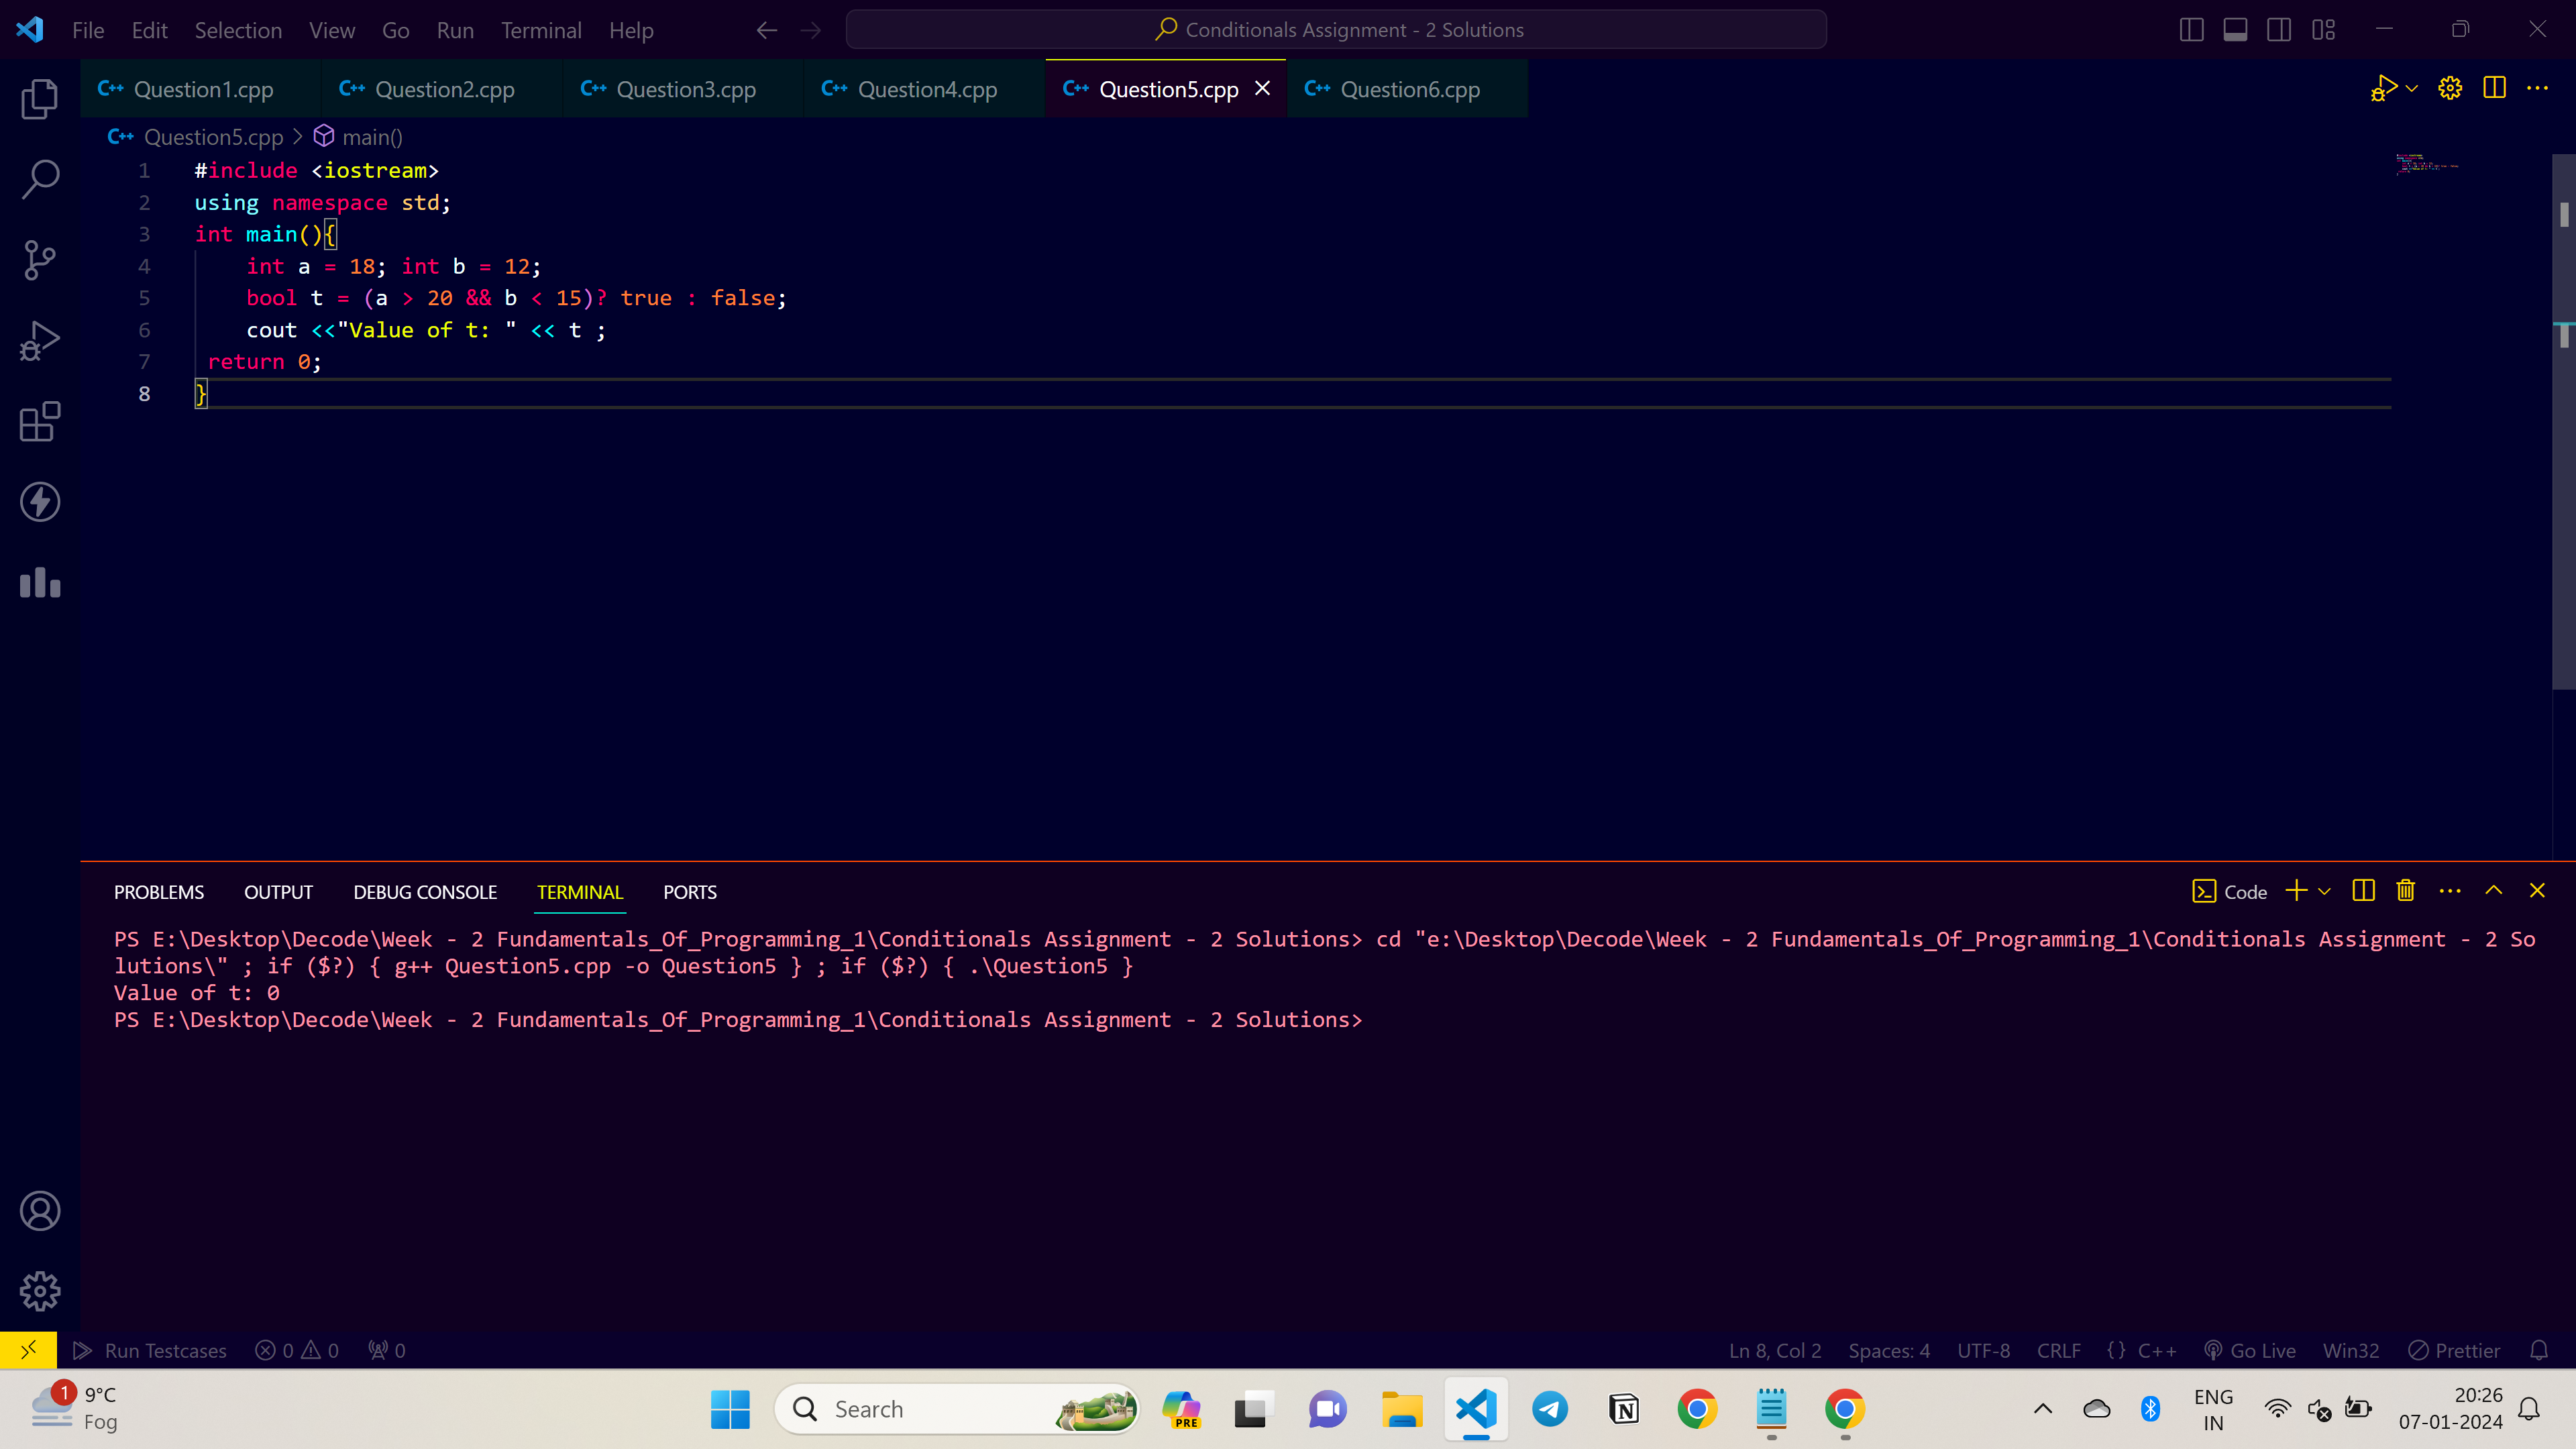 File Edit Selection View Go Run Terminal Help Conditionals Assignment - 2 Solutions
Question1.cpp Question2.cpp Question3.cpp Question4.cpp Question5.cpp Question6.cpp
Question5.cpp > main()
1 #include <iostream>
2 using namespace std;
3 int main(){
4 int a = 18; int b = 12;
5 bool t = (a > 20 && b < 15)? true : false;
6 cout <<"Value of t: " << t ;
7 return 0;
8 }
PROBLEMS OUTPUT DEBUG CONSOLE TERMINAL PORTS Code
PS E:\Desktop\Decode\Week - 2 Fundamentals_Of_Programming_1\Conditionals Assignment - 2 Solutions> cd "e:\Desktop\Decode\Week - 2 Fundamentals_Of_Programming_1\Conditionals Assignment - 2 So
lutions\" ; if ($?) { g++ Question5.cpp -o Question5 } ; if ($?) { .\Question5 }
Value of t: 0
PS E:\Desktop\Decode\Week - 2 Fundamentals_Of_Programming_1\Conditionals Assignment - 2 Solutions>
Run Testcases 0 0 0 Ln 8, Col 2 Spaces: 4 UTF-8 CRLF {} C++ Go Live Win32 Prettier
1 9°C
Fog
Search
PRE
ENG
IN
20:26
07-01-2024